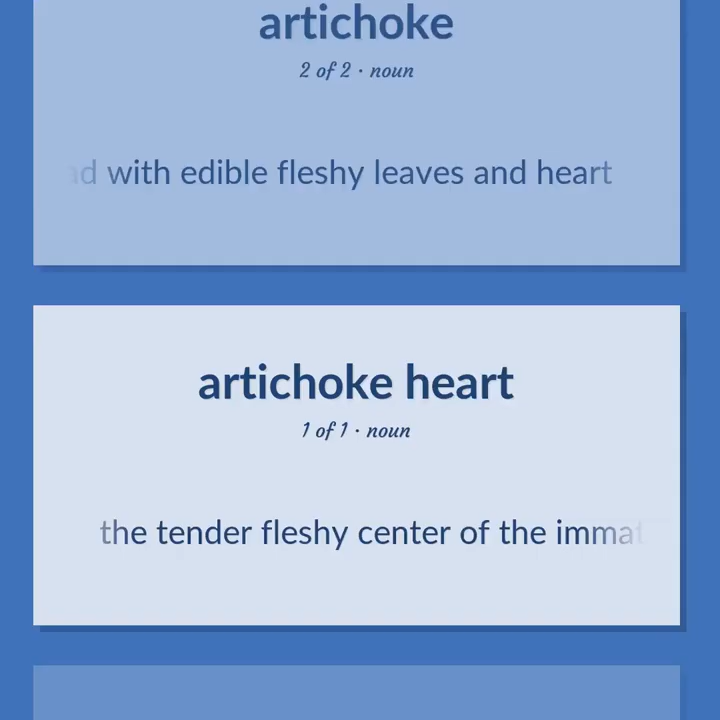 artichoke
2 of 2 · noun
with edible fleshy leaves and heart
artichoke heart
1 of 1 · noun
the tender fleshy center of the